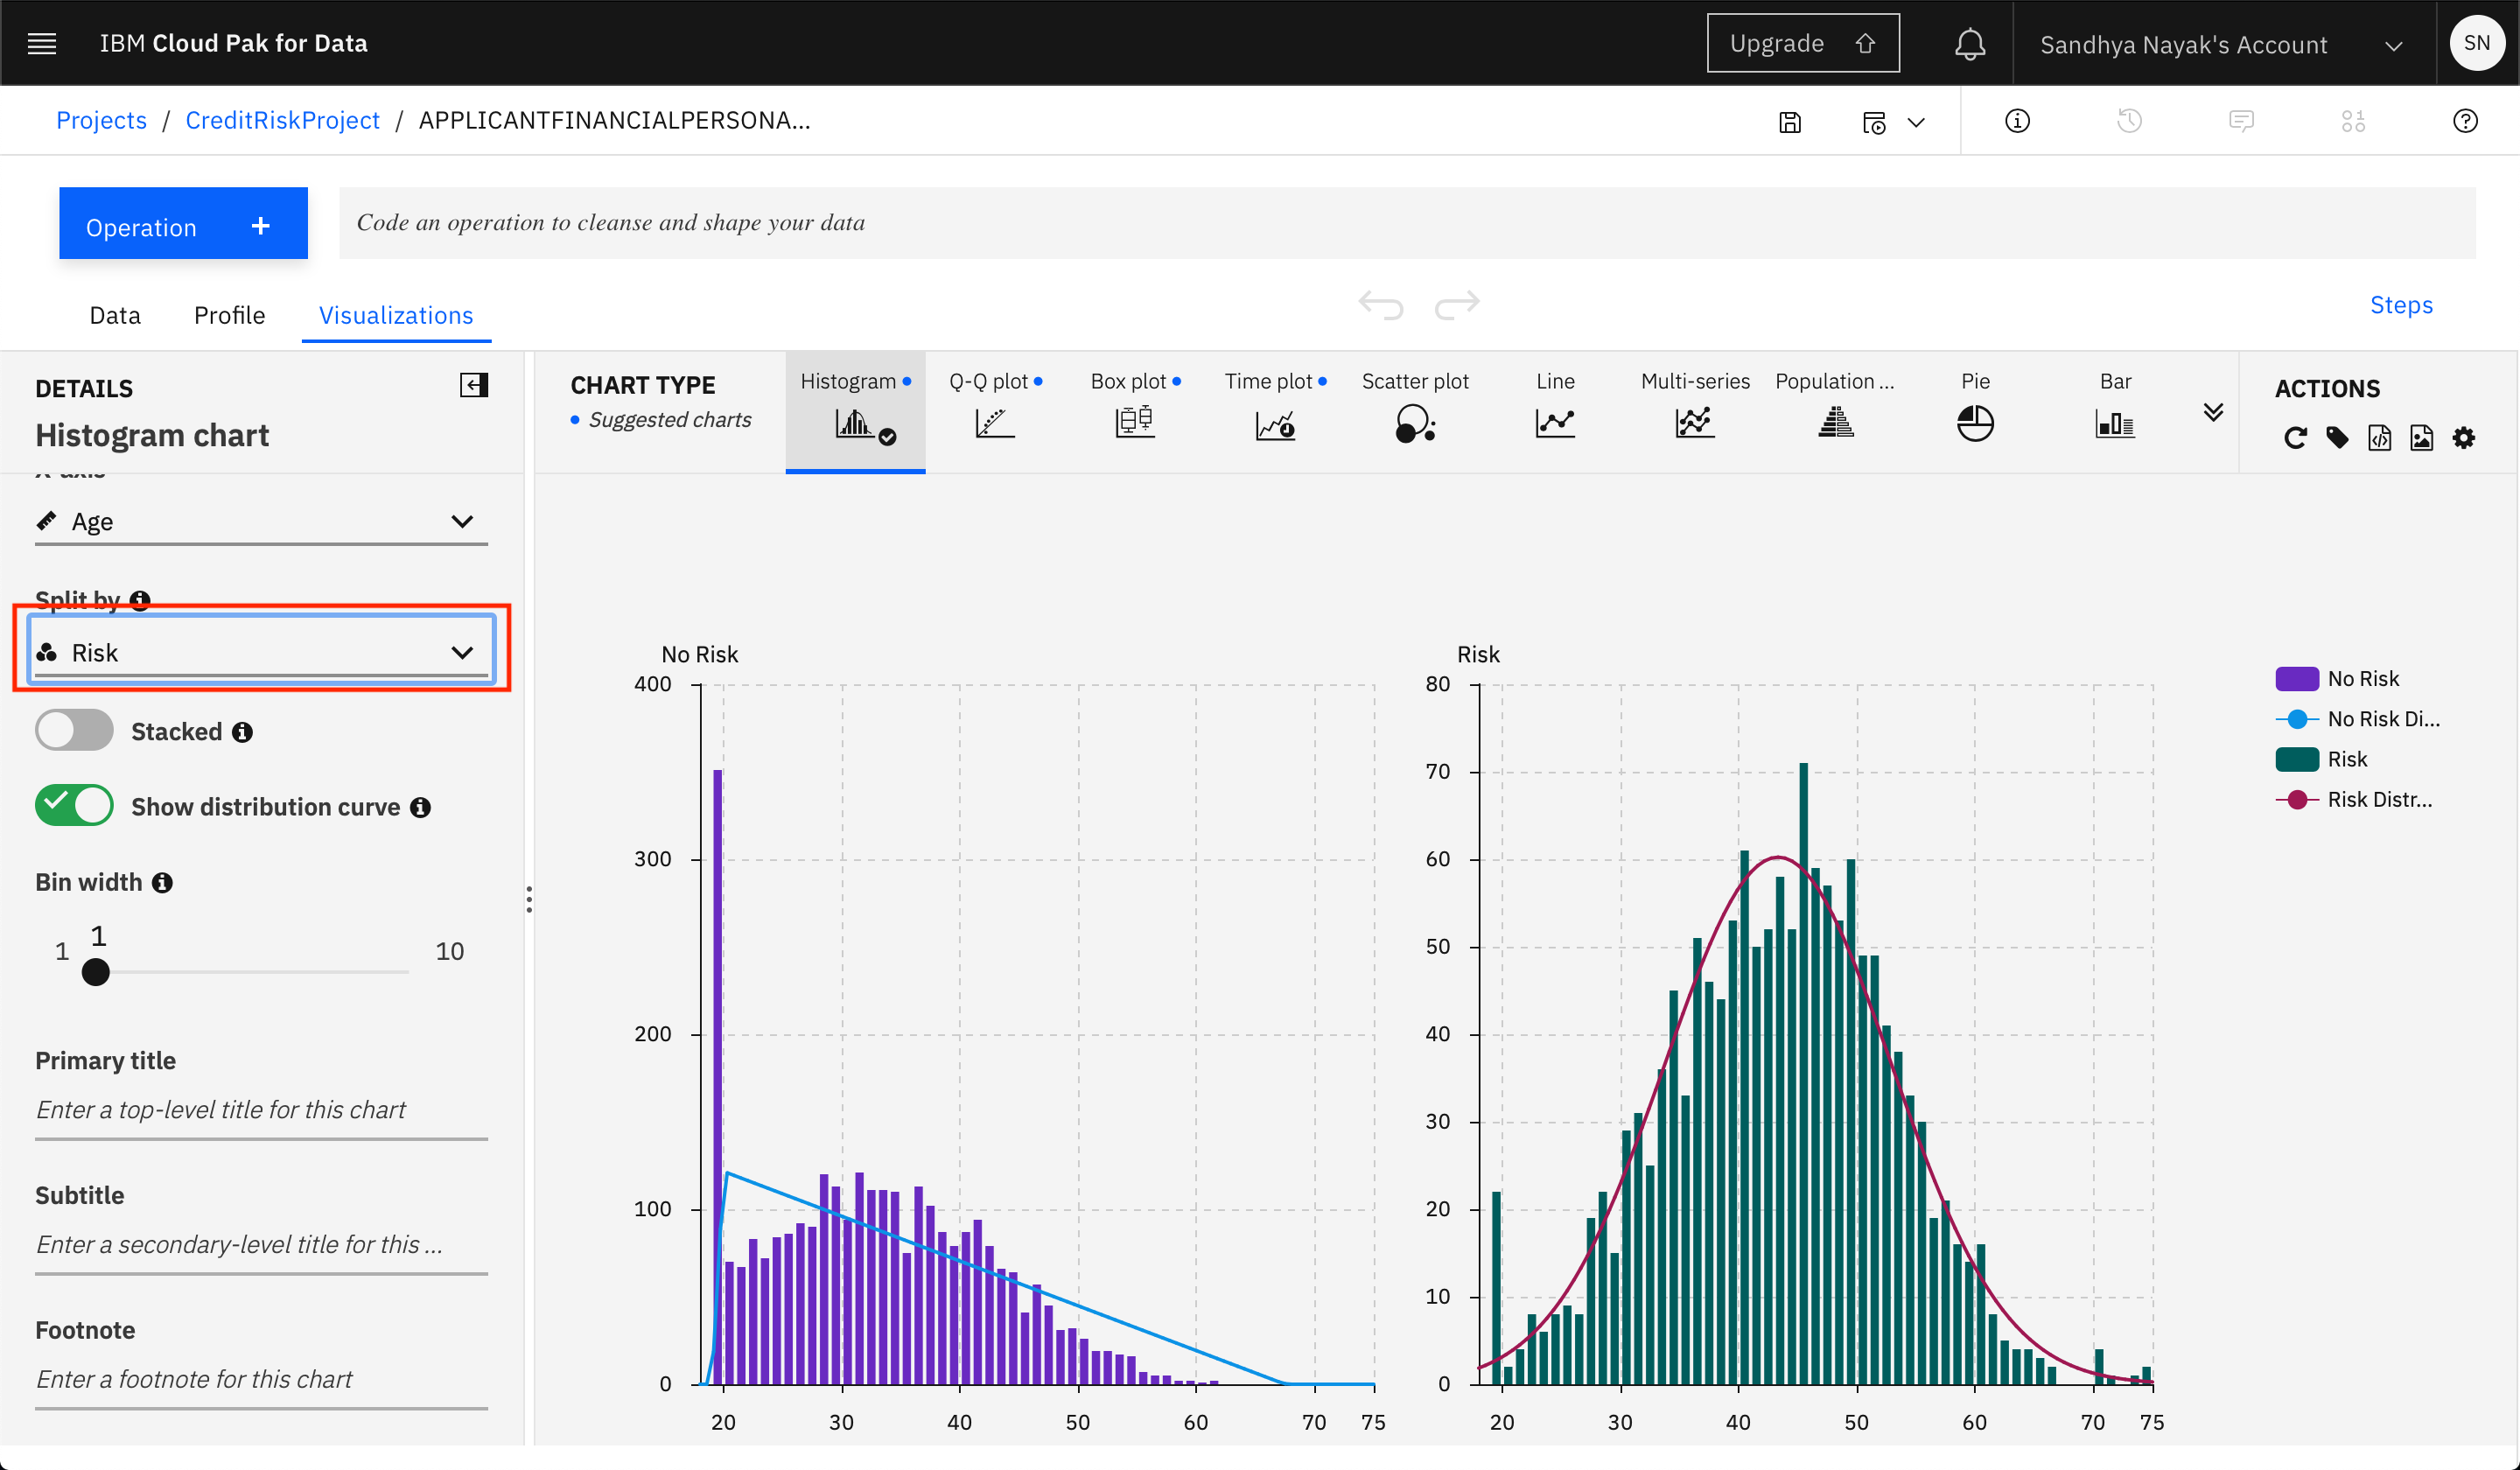 IBM Cloud Pak for Data
Upgrade
Sandhya Nayak's Account
SN
Projects / CreditRiskProject / APPLICANTFINANCIALPERSONA...
Operation +
Code an operation to cleanse and shape your data
Data
Profile
Visualizations
Steps
DETAILS
Histogram chart
X-axis
Age
Split by
Risk
Stacked
Show distribution curve
Bin width
1
1
10
Primary title
Enter a top-level title for this chart
Subtitle
Enter a secondary-level title for this ...
Footnote
Enter a footnote for this chart
CHART TYPE
Suggested charts
Histogram
Q-Q plot
Box plot
Time plot
Scatter plot
Line
Multi-series
Population ...
Pie
Bar
ACTIONS
No Risk
400
300
200
100
0
20 30 40 50 60 70 75
Risk
80
70
60
50
40
30
20
10
0
20 30 40 50 60 70 75
No Risk
No Risk Di...
Risk
Risk Distr...